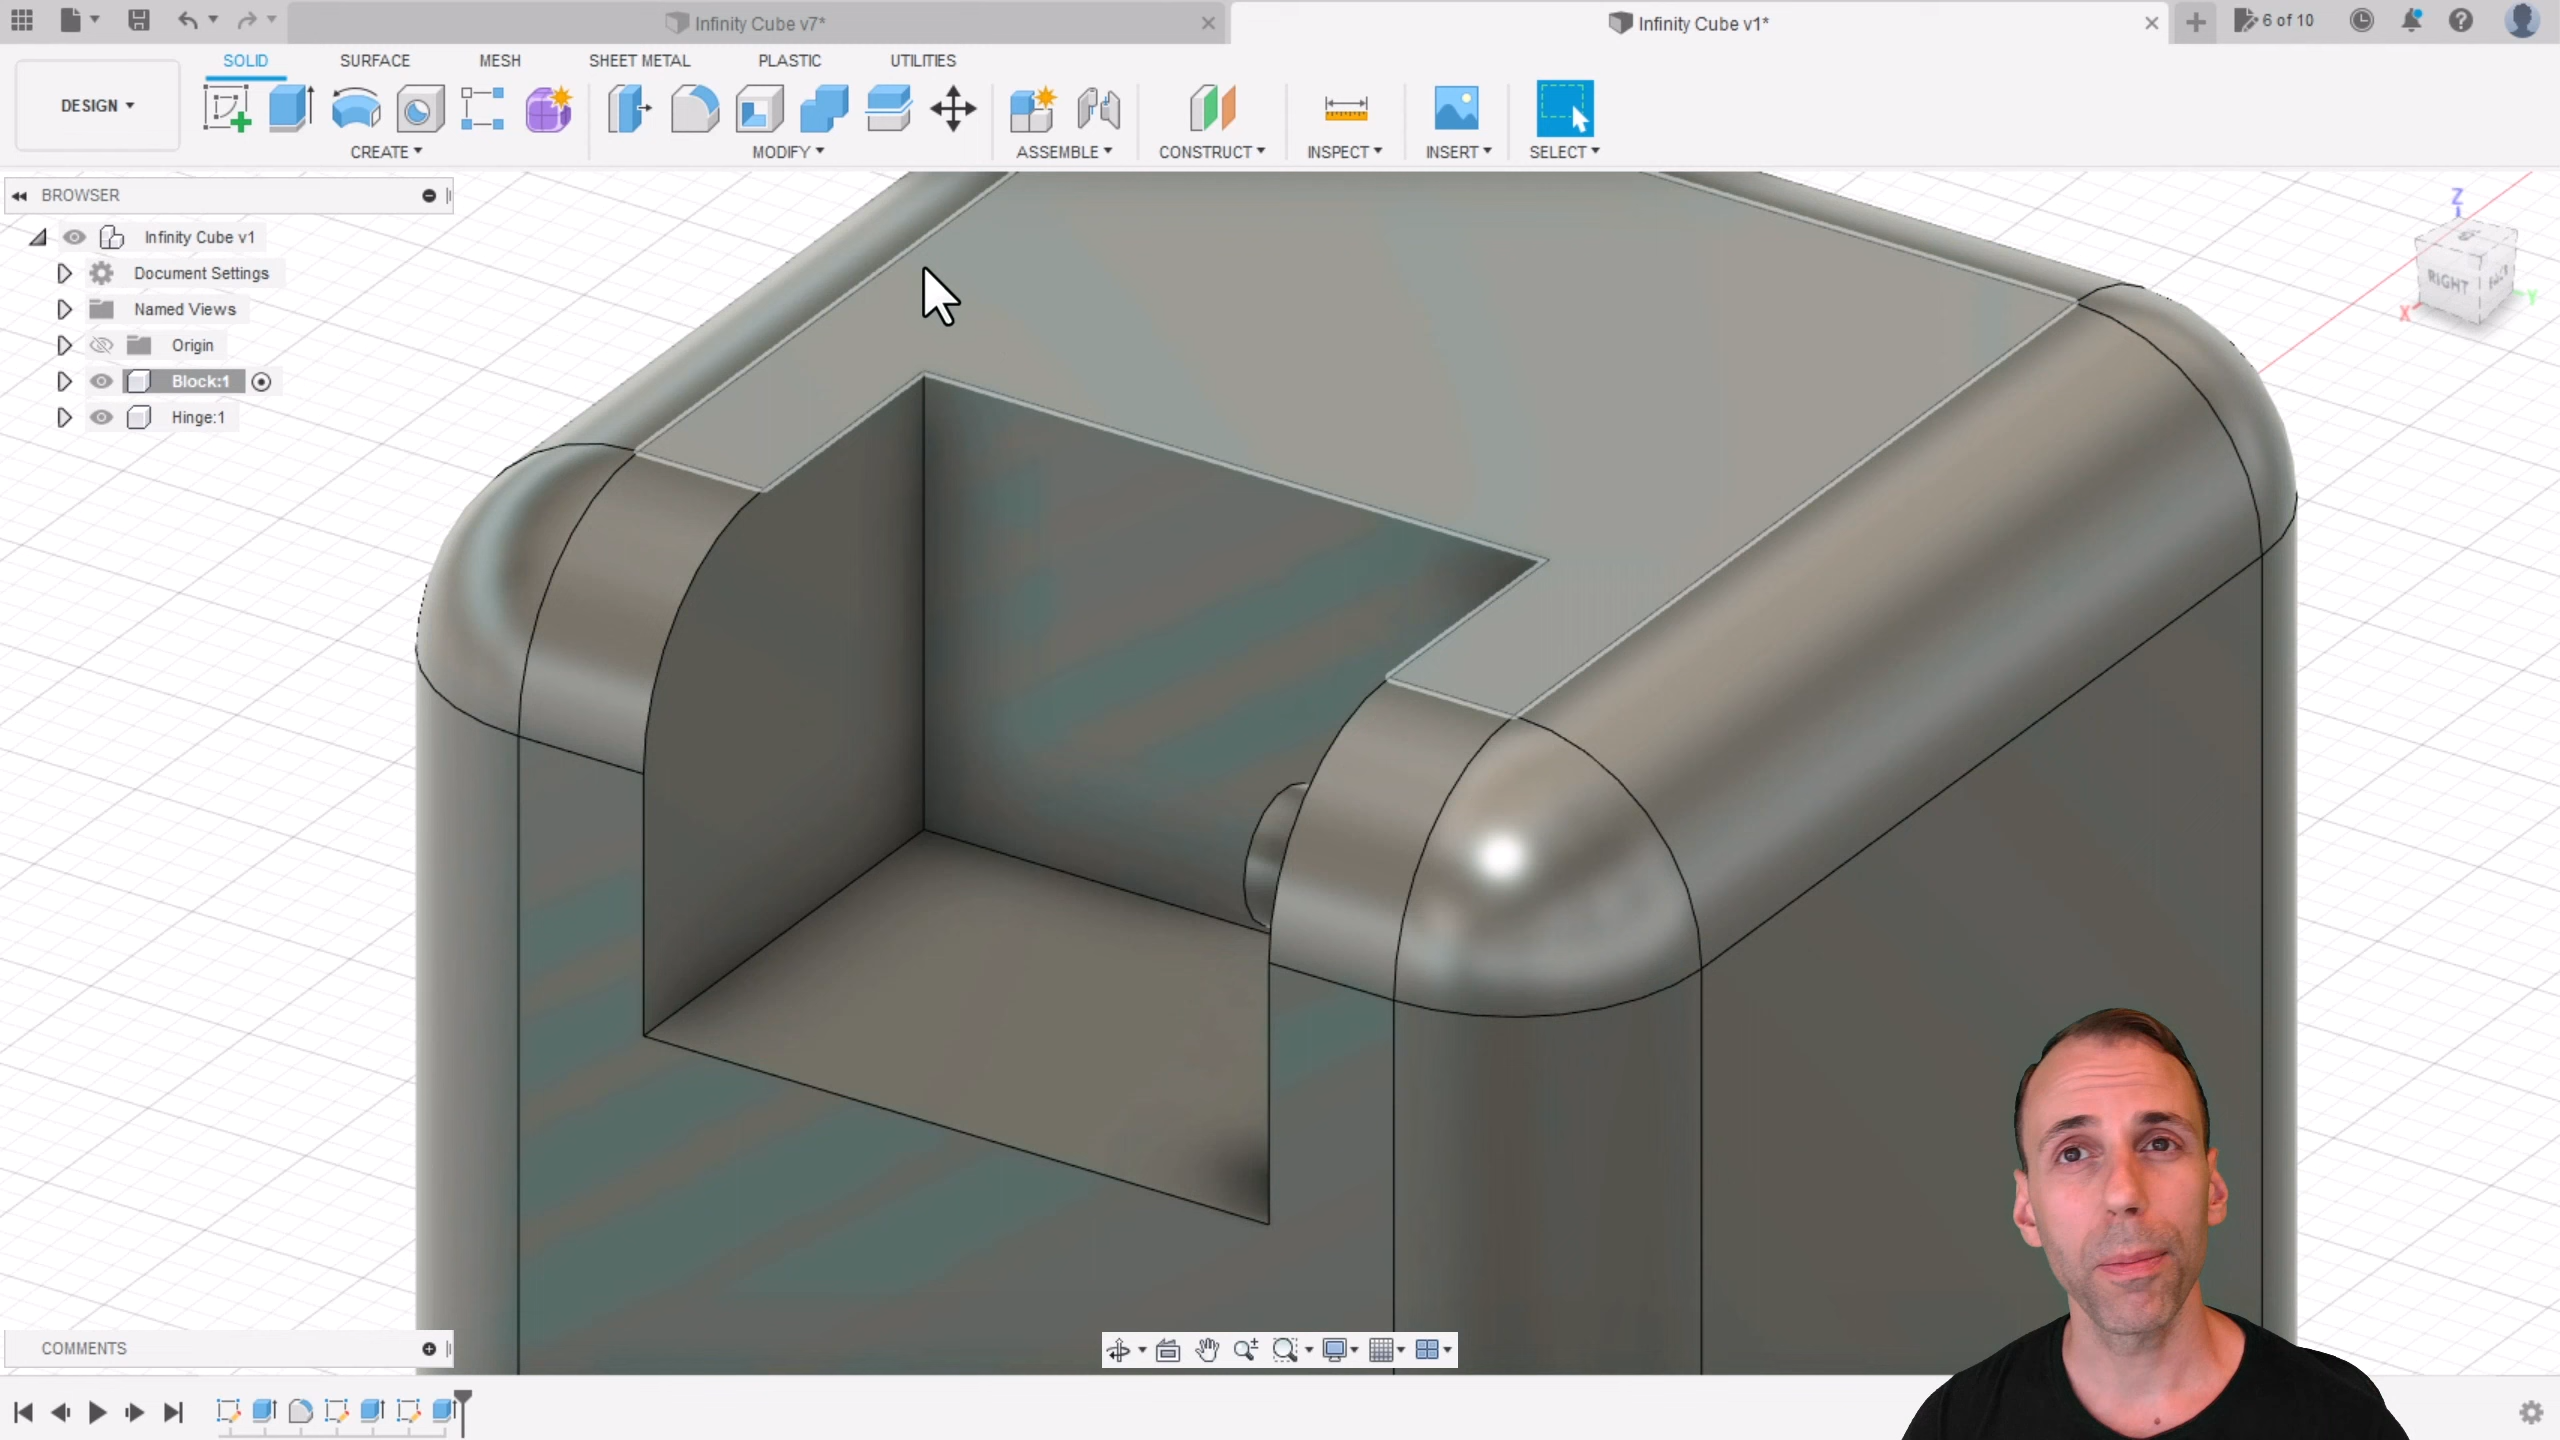 Infinity Cube v7*
Infinity Cube v1*
6 of 10
SOLID
SURFACE
MESH
SHEET METAL
PLASTIC
UTILITIES
DESIGN
CREATE
MODIFY
ASSEMBLE
CONSTRUCT
INSPECT
INSERT
SELECT
BROWSER
Infinity Cube v1
Document Settings
Named Views
Origin
Block:1
Hinge:1
Z
RIGHT
X
Y
COMMENTS